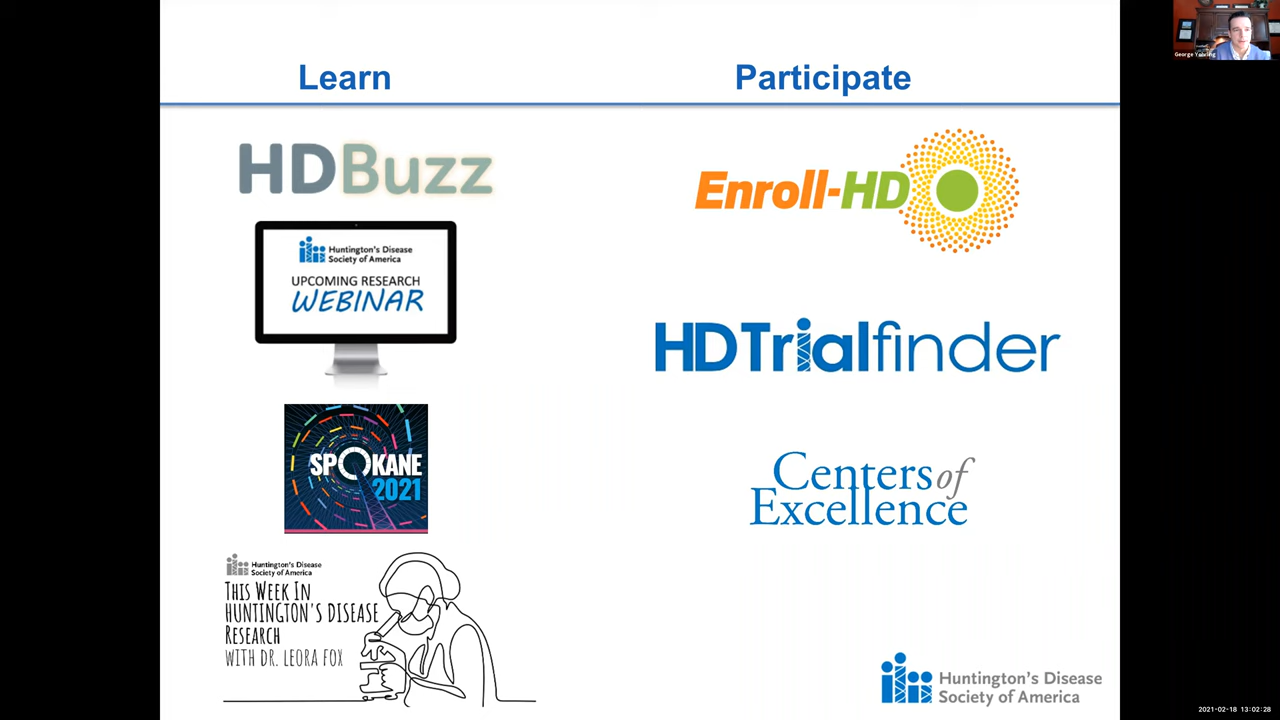 Learn
Participate
HDBuzz
Huntington's Disease
Society of America
UPCOMING RESEARCH
WEBINAR
SPOKANE
2021
Huntington's Disease
Society of America
THIS WEEK IN
HUNTINGTON'S DISEASE
RESEARCH
WITH DR. LEORA FOX
Enroll-HD
HDTrialfinder
Centers of
Excellence
Huntington's Disease
Society of America
George Yohrling
2021-02-18 13:02:28